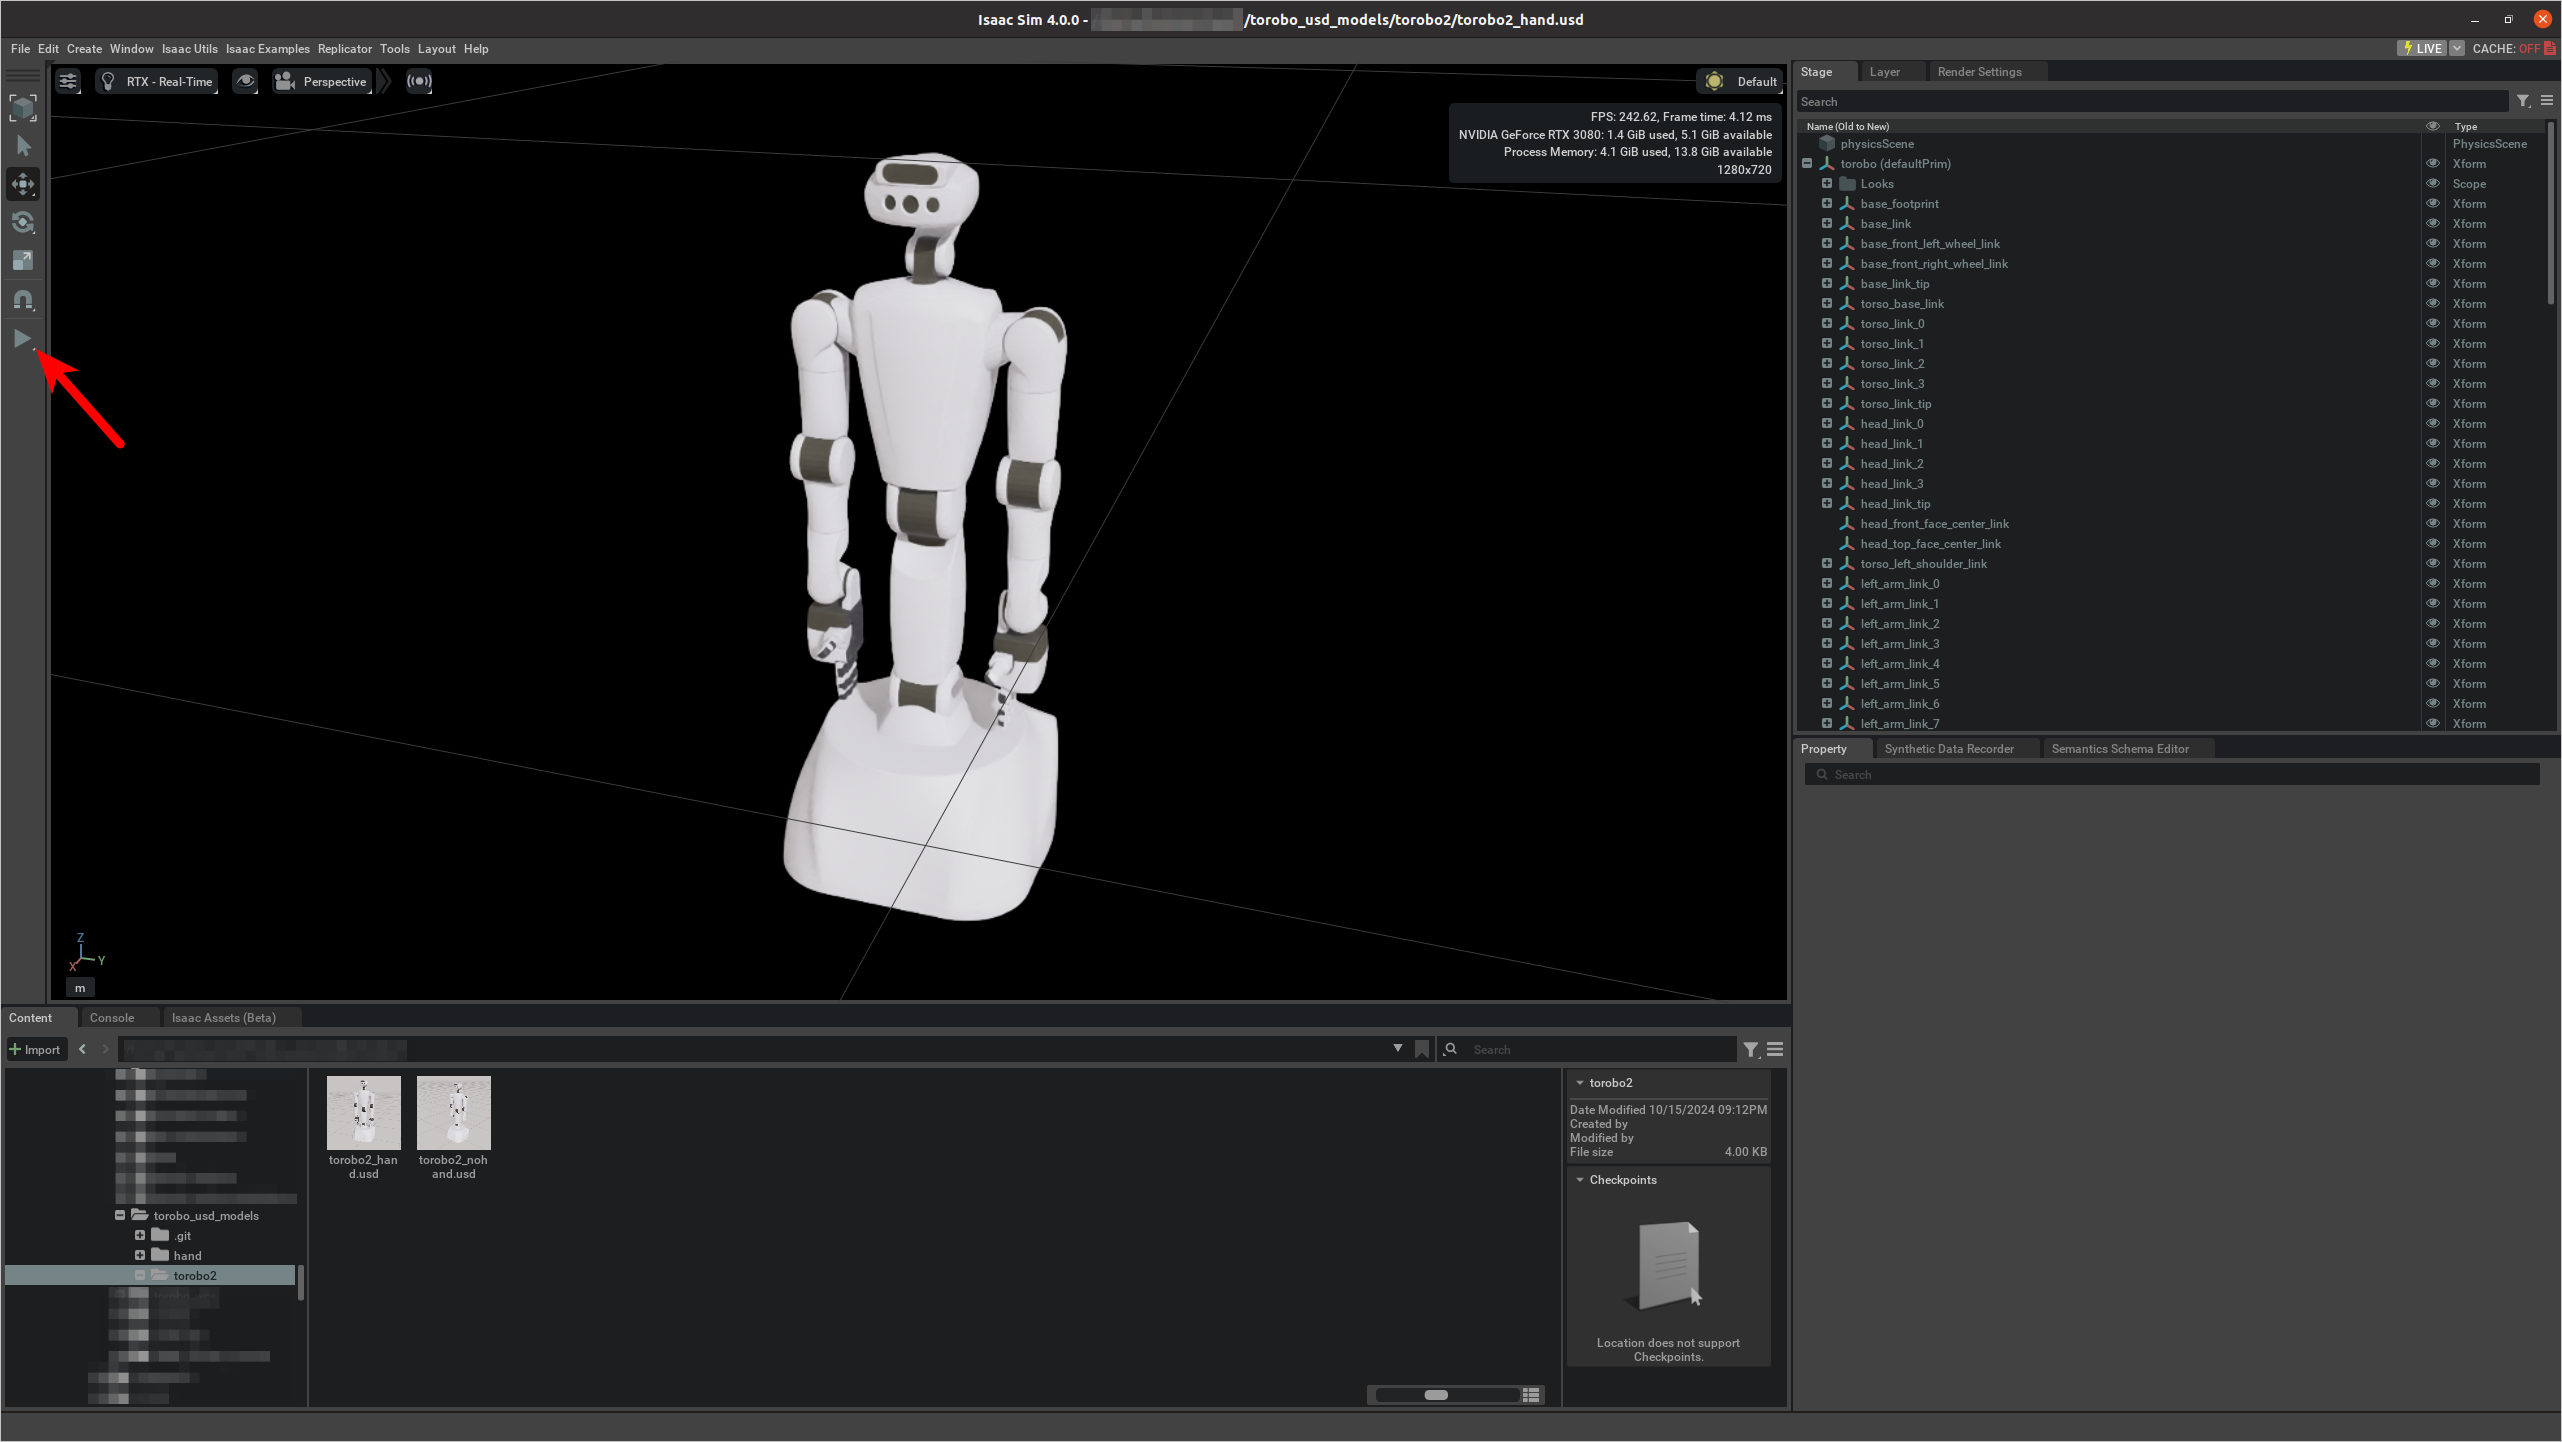 Isaac Sim 4.0.0 - /torobo_usd_models/torobo2/torobo2_hand.usd
File Edit Create Window Isaac Utils Isaac Examples Replicator Tools Layout Help
LIVE CACHE: OFF
RTX - Real-Time Perspective Default
FPS: 242.62, Frame time: 4.12 ms
NVIDIA GeForce RTX 3080: 1.4 GiB used, 5.1 GiB available
Process Memory: 4.1 GiB used, 13.8 GiB available
1280x720
Z
X Y
m
Stage Layer Render Settings
Search
Name (Old to New) Type
physicsScene PhysicsScene
torobo (defaultPrim) Xform
Looks Scope
base_footprint Xform
base_link Xform
base_front_left_wheel_link Xform
base_front_right_wheel_link Xform
base_link_tip Xform
torso_base_link Xform
torso_link_0 Xform
torso_link_1 Xform
torso_link_2 Xform
torso_link_3 Xform
torso_link_tip Xform
head_link_0 Xform
head_link_1 Xform
head_link_2 Xform
head_link_3 Xform
head_link_tip Xform
head_front_face_center_link Xform
head_top_face_center_link Xform
torso_left_shoulder_link Xform
left_arm_link_0 Xform
left_arm_link_1 Xform
left_arm_link_2 Xform
left_arm_link_3 Xform
left_arm_link_4 Xform
left_arm_link_5 Xform
left_arm_link_6 Xform
left_arm_link_7 Xform
Property Synthetic Data Recorder Semantics Schema Editor
Search
Content Console Isaac Assets (Beta)
Import Search
torobo_usd_models
.git
hand
torobo2
torobo2_han
d.usd
torobo2_noh
and.usd
torobo2
Date Modified 10/15/2024 09:12PM
Created by
Modified by
File size 4.00 KB
Checkpoints
Location does not support
Checkpoints.